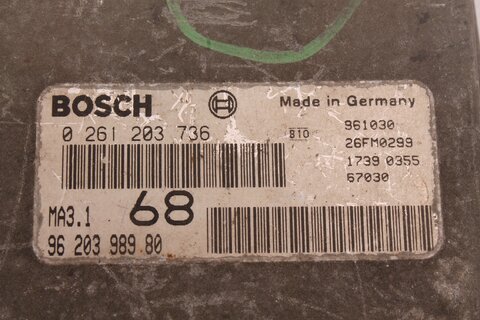 BOSCH
Made in Germany
0 261 203 736
B10
961030
26FM0299
1739 0355
67030
MA3.1
68
96 203 989 80